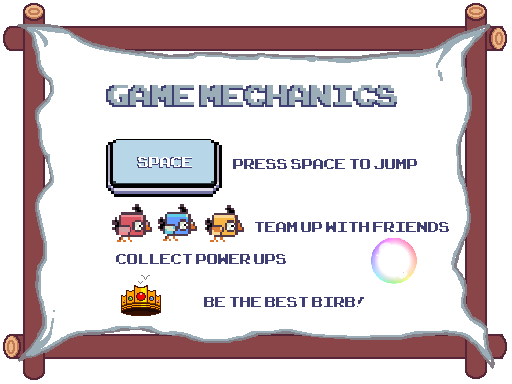 GAME MECHANICS
SPACE
PRESS SPACE TO JUMP
TEAM UP WITH FRIENDS
COLLECT POWER UPS
BE THE BEST BIRB!